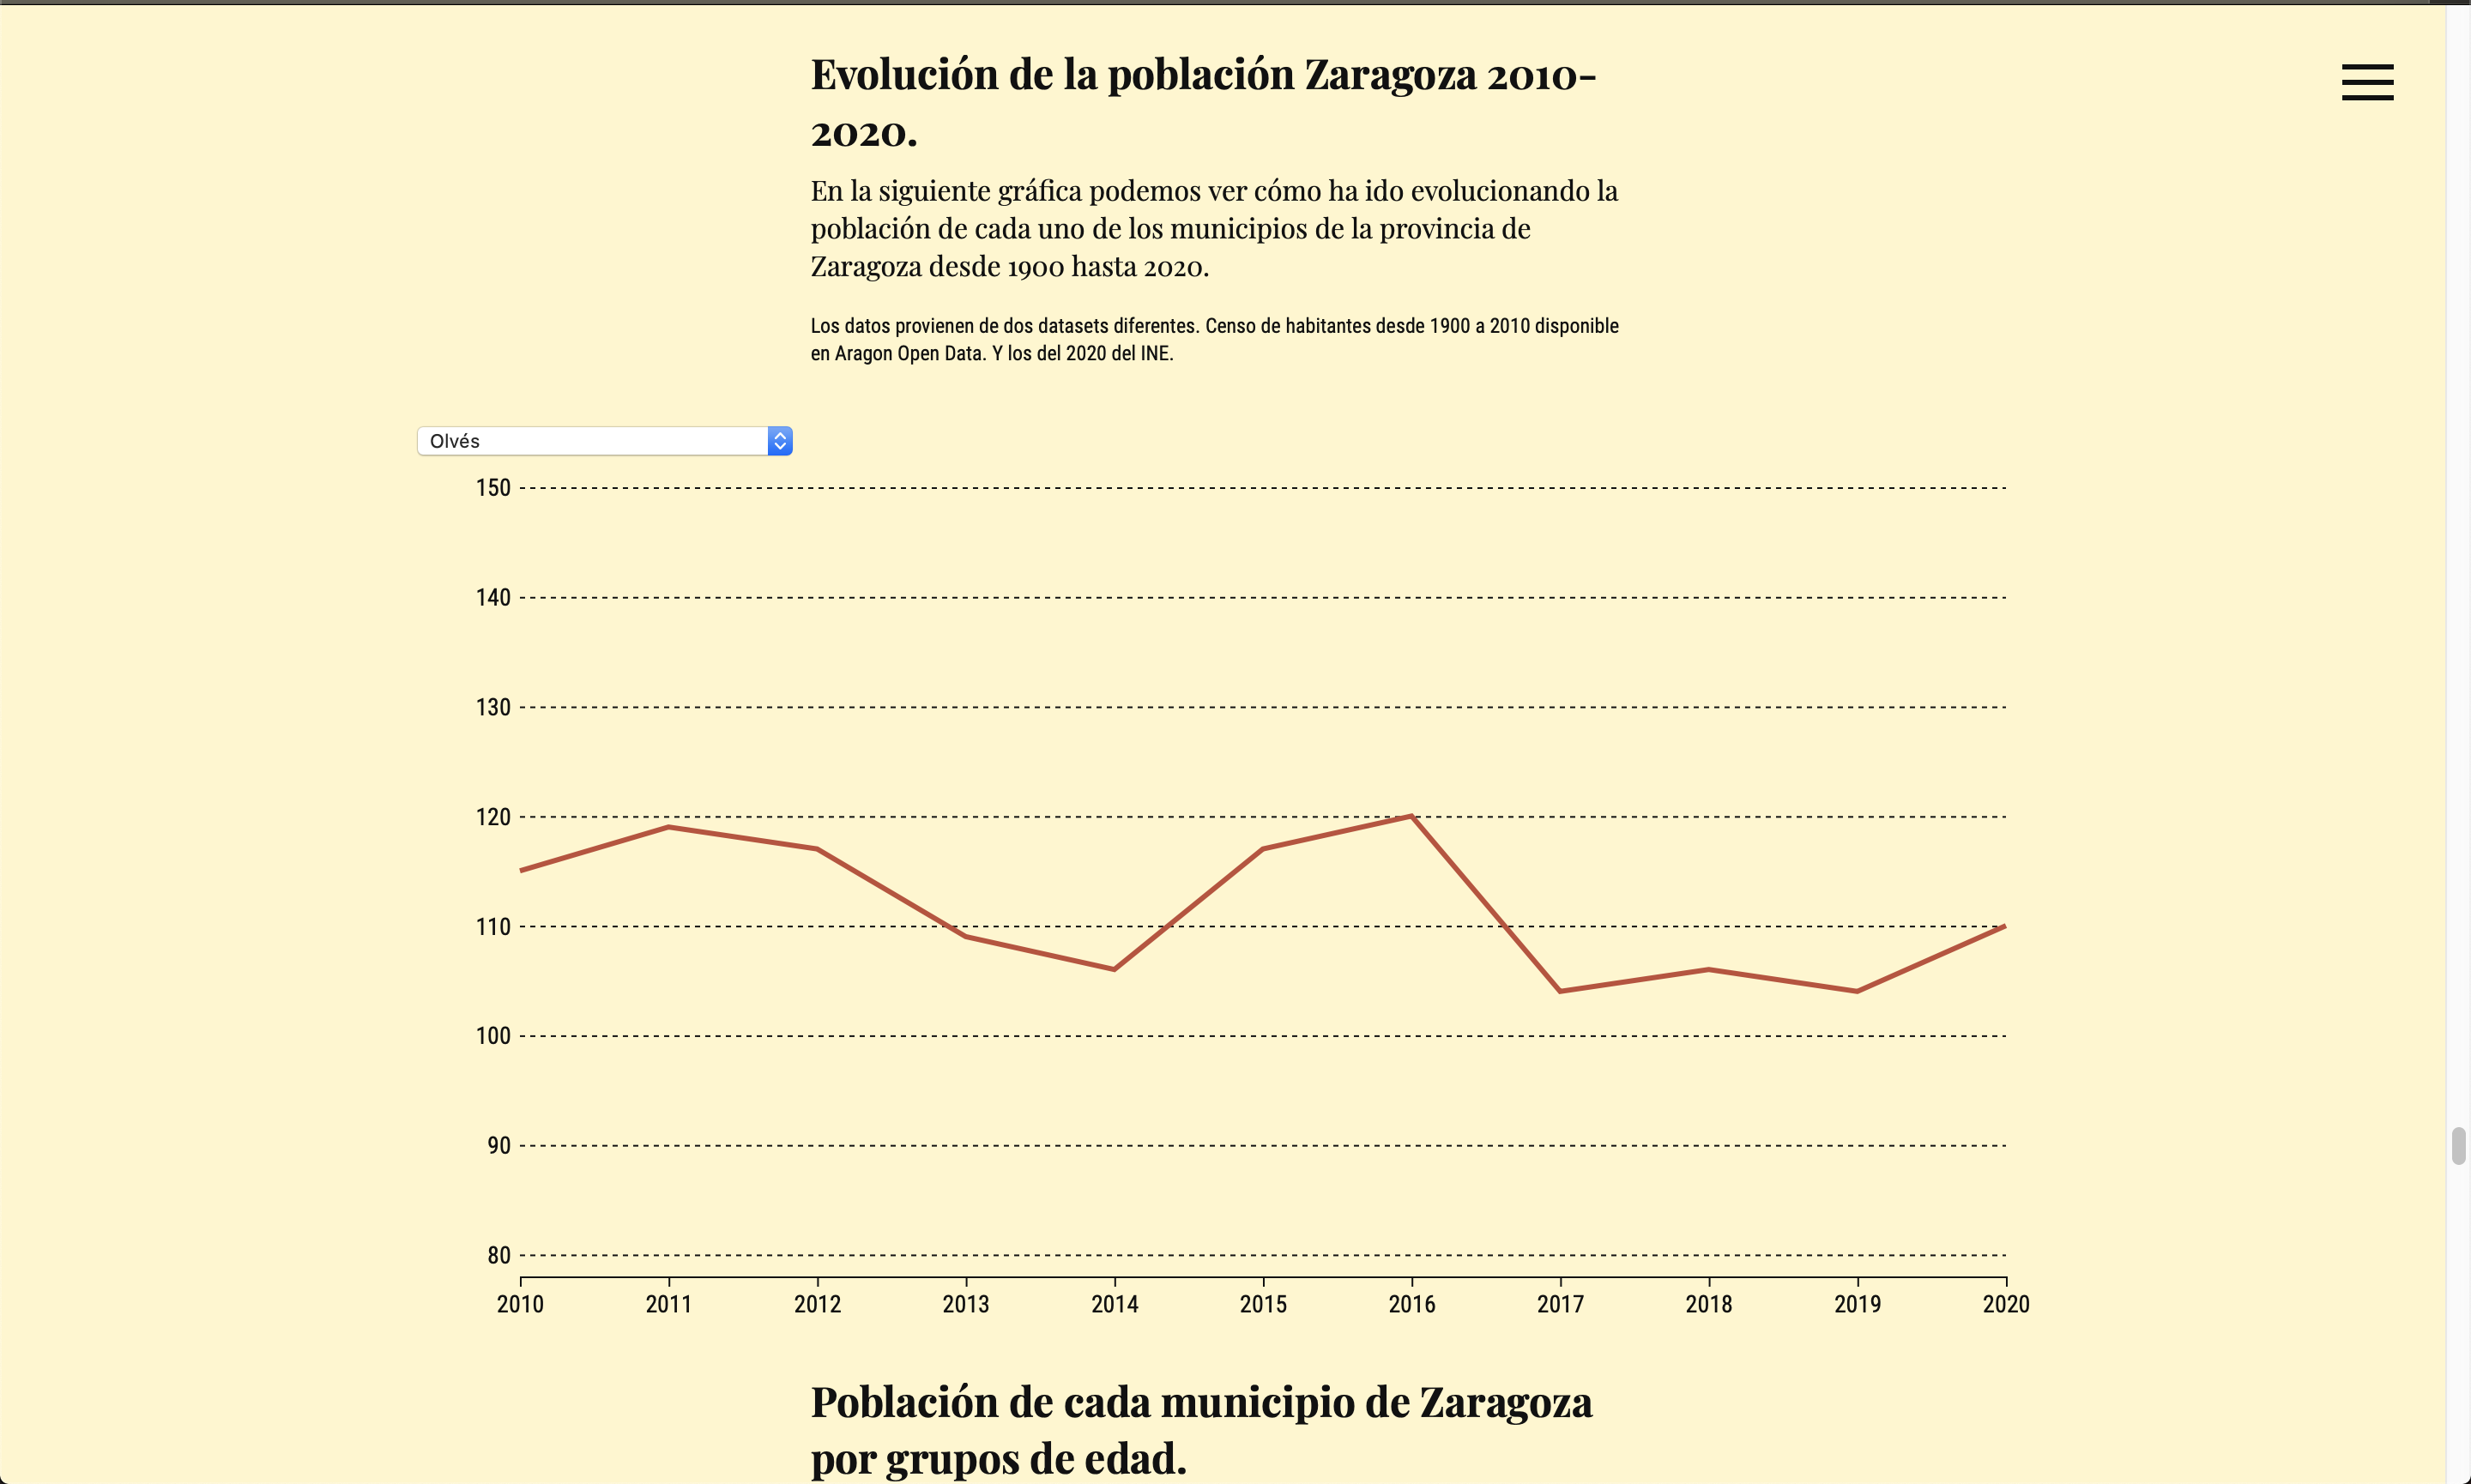 Evolución de la población Zaragoza 2010-
2020.
En la siguiente gráfica podemos ver cómo ha ido evolucionando la
población de cada uno de los municipios de la provincia de
Zaragoza desde 1900 hasta 2020.
Los datos provienen de dos datasets diferentes. Censo de habitantes desde 1900 a 2010 disponible
en Aragon Open Data. Y los del 2020 del INE.
Olvés
150
140
130
120
110
100
90
80
2010 2011 2012 2013 2014 2015 2016 2017 2018 2019 2020
Población de cada municipio de Zaragoza
por grupos de edad.